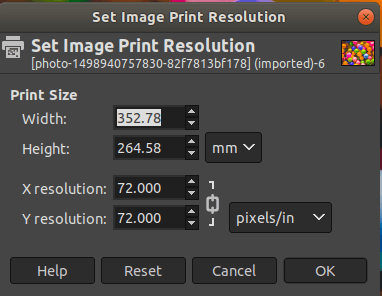 Set Image Print Resolution
Set Image Print Resolution
[photo-1498940757830-82f7813bf178] (imported)-6
Print Size
Width: 352.78
Height: 264.58 mm
X resolution: 72.000
Y resolution: 72.000 pixels/in
Help Reset Cancel OK